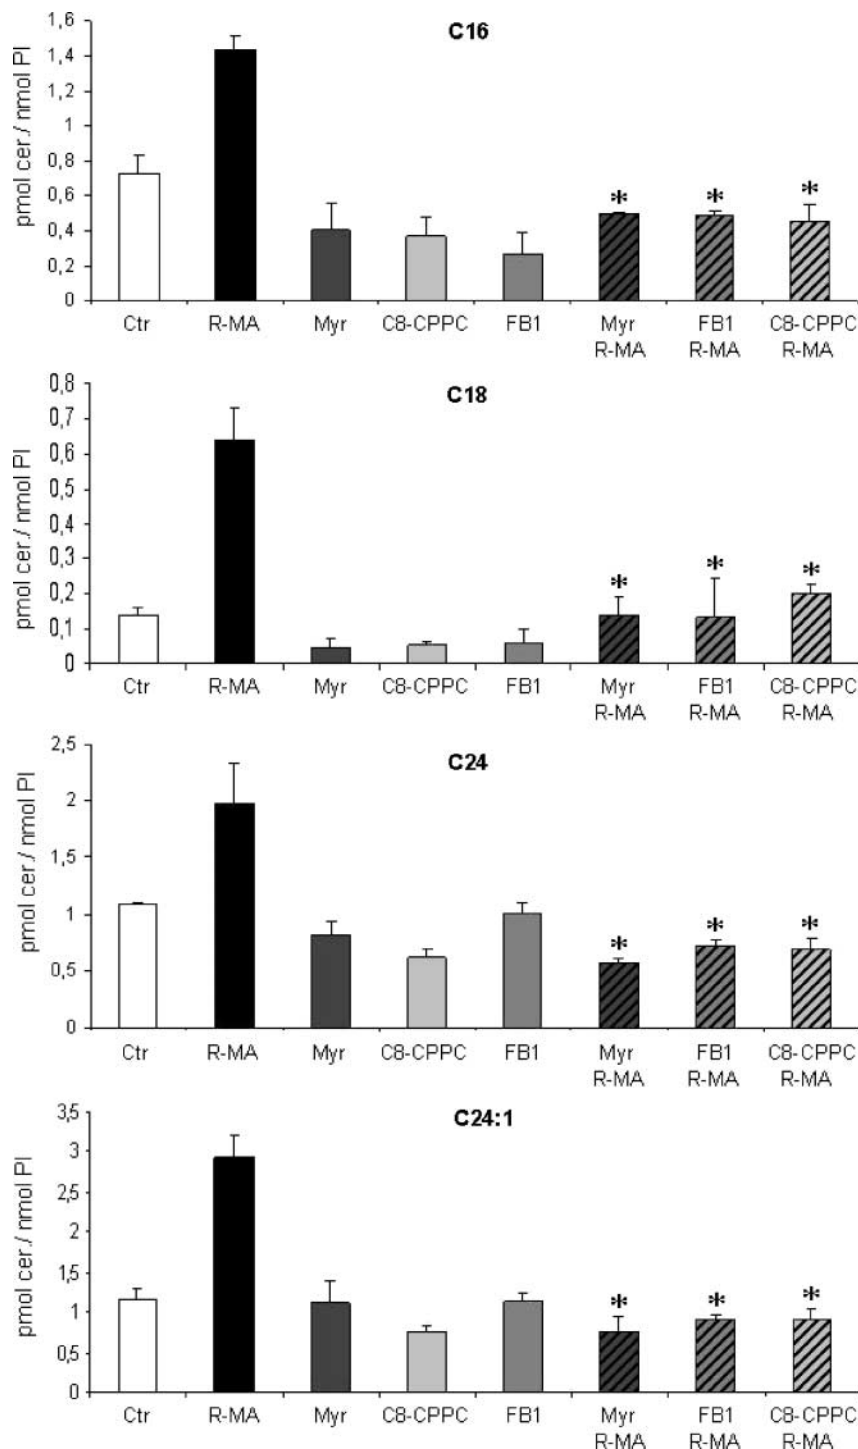 C16
pmol cer./ nmol PI
1,6
1,4
1
0,8
0,6
0,4
0,2
0
Ctr R-MA Myr C8-CPPC FB1 Myr FB1 C8-CPPC
R-MA R-MA R-MA
* * *
C18
pmol cer./ nmol PI
0,8
0,7
0,6
0,5
0,4
0,3
0,2
0,1
0
Ctr R-MA Myr C8-CPPC FB1 Myr FB1 C8-CPPC
R-MA R-MA R-MA
* * *
C24
pmol cer./ nmol PI
2,5
2
1,5
1
0,5
0
Ctr R-MA Myr C8-CPPC FB1 Myr FB1 C8-CPPC
R-MA R-MA R-MA
* * *
C24:1
pmol cer./ nmol PI
3,5
3
2,5
2
1,5
1
0,5
0
Ctr R-MA Myr C8-CPPC FB1 Myr FB1 C8-CPPC
R-MA R-MA R-MA
* * *